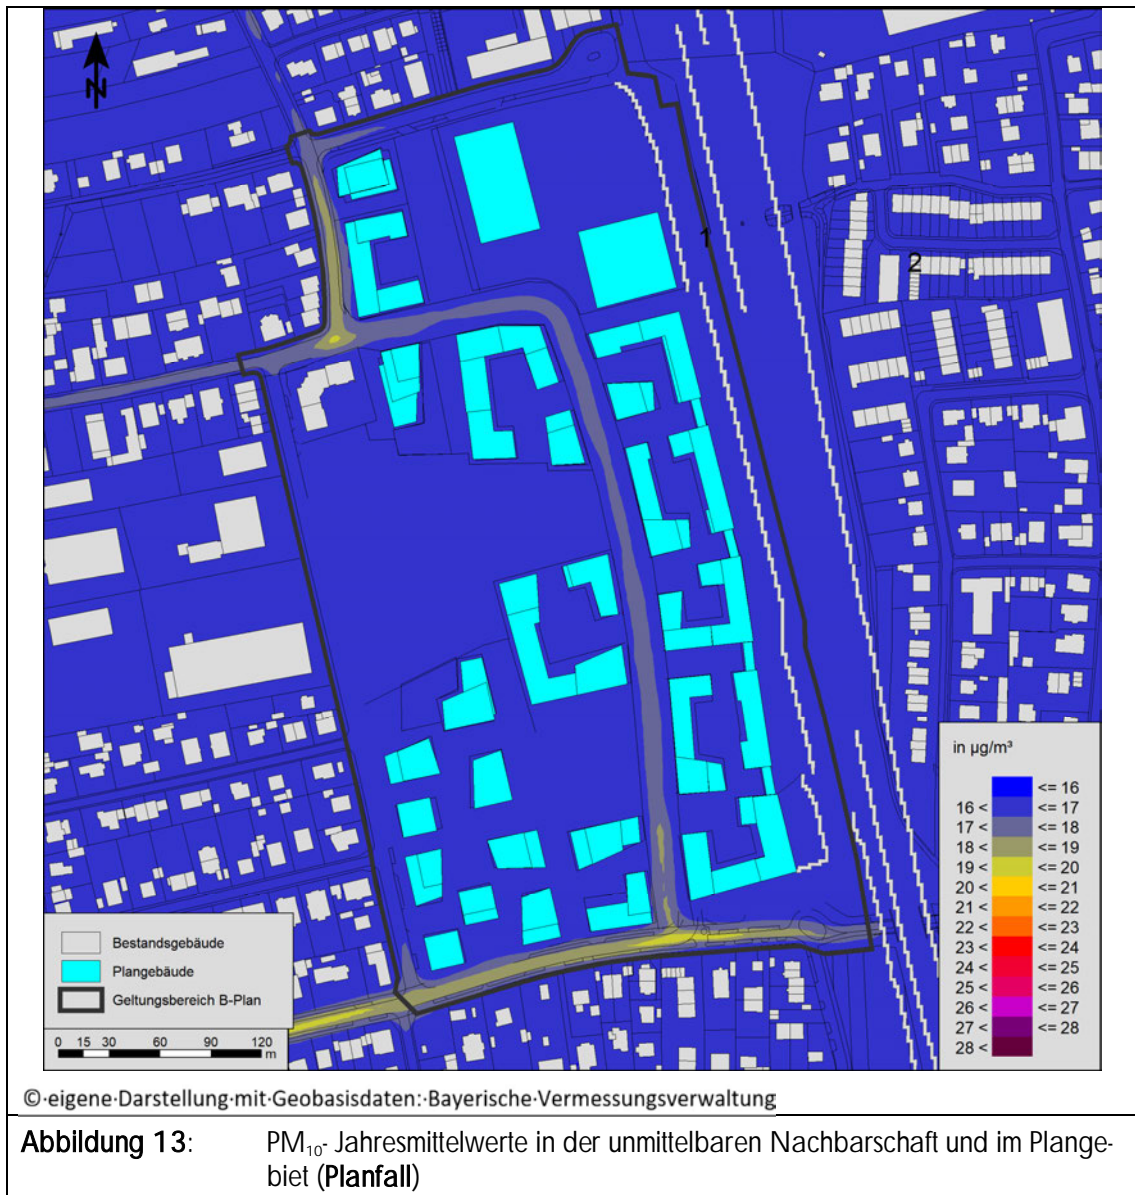 N
1
2
in µg/m³
<= 16
16 < <= 17
17 < <= 18
18 < <= 19
19 < <= 20
20 < <= 21
21 < <= 22
22 < <= 23
23 < <= 24
24 < <= 25
25 < <= 26
26 < <= 27
27 < <= 28
28 <
Bestandsgebäude
Plangebäude
Geltungsbereich B-Plan
0 15 30 60 90 120
m
©·eigene·Darstellung·mit·Geobasisdaten:·Bayerische·Vermessungsverwaltung
Abbildung 13: PM₁₀- Jahresmittelwerte in der unmittelbaren Nachbarschaft und im Plange-
biet (Planfall)